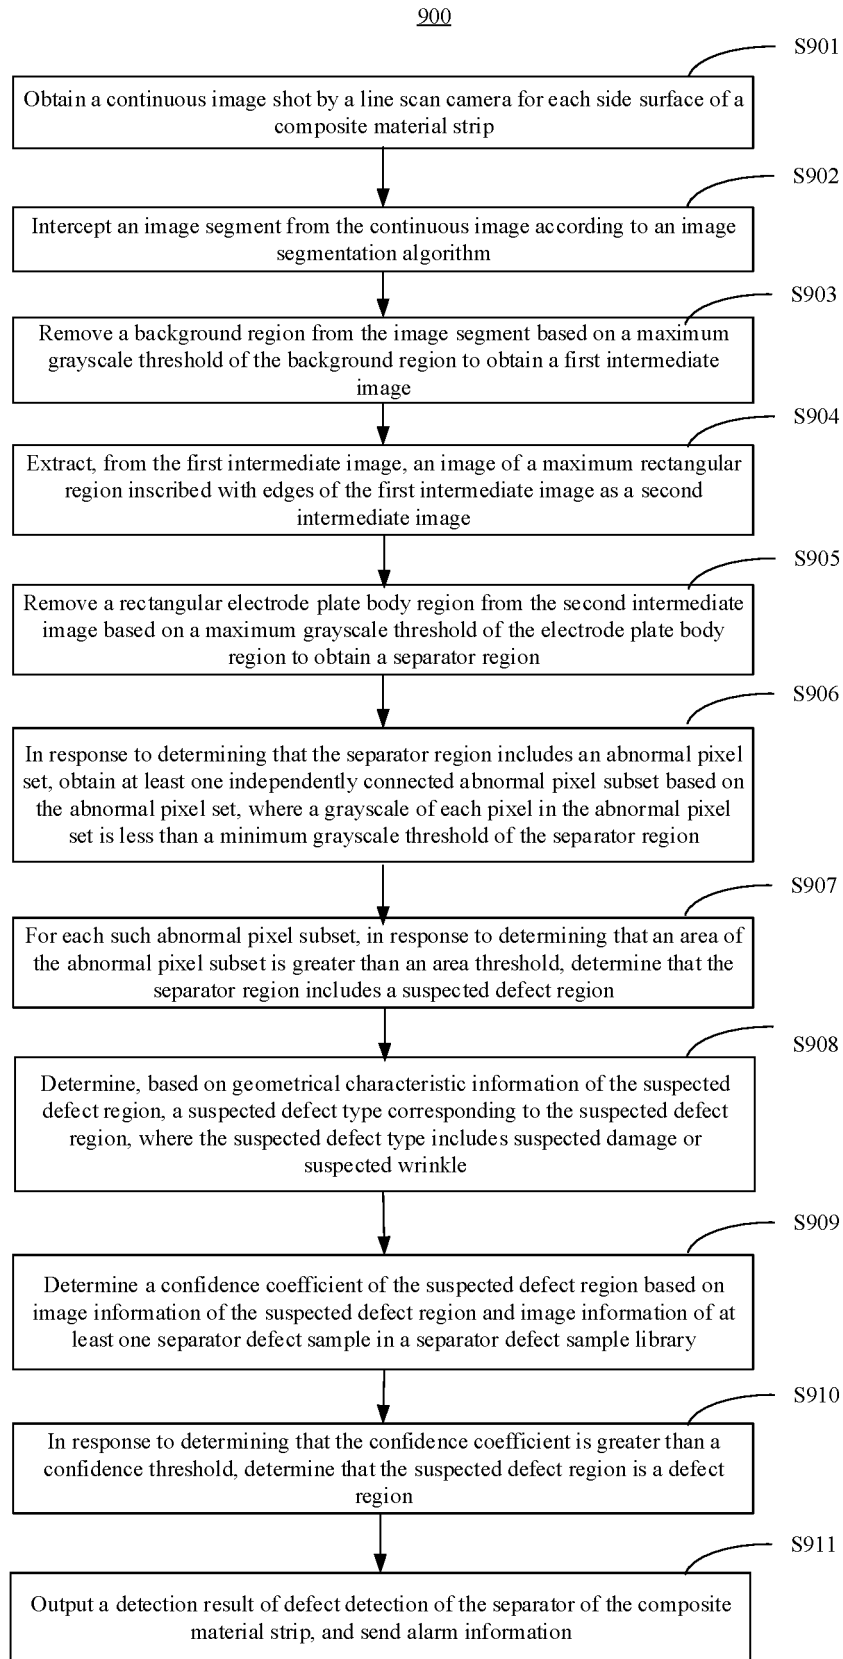 900
S901
Obtain a continuous image shot by a line scan camera for each side surface of a
composite material strip
S902
Intercept an image segment from the continuous image according to an image
segmentation algorithm
S903
Remove a background region from the image segment based on a maximum
grayscale threshold of the background region to obtain a first intermediate
image
S904
Extract, from the first intermediate image, an image of a maximum rectangular
region inscribed with edges of the first intermediate image as a second
intermediate image
S905
Remove a rectangular electrode plate body region from the second intermediate
image based on a maximum grayscale threshold of the electrode plate body
region to obtain a separator region
S906
In response to determining that the separator region includes an abnormal pixel
set, obtain at least one independently connected abnormal pixel subset based on
the abnormal pixel set, where a grayscale of each pixel in the abnormal pixel
set is less than a minimum grayscale threshold of the separator region
S907
For each such abnormal pixel subset, in response to determining that an area of
the abnormal pixel subset is greater than an area threshold, determine that the
separator region includes a suspected defect region
S908
Determine, based on geometrical characteristic information of the suspected
defect region, a suspected defect type corresponding to the suspected defect
region, where the suspected defect type includes suspected damage or
suspected wrinkle
S909
Determine a confidence coefficient of the suspected defect region based on
image information of the suspected defect region and image information of at
least one separator defect sample in a separator defect sample library
S910
In response to determining that the confidence coefficient is greater than a
confidence threshold, determine that the suspected defect region is a defect
region
S911
Output a detection result of defect detection of the separator of the composite
material strip, and send alarm information